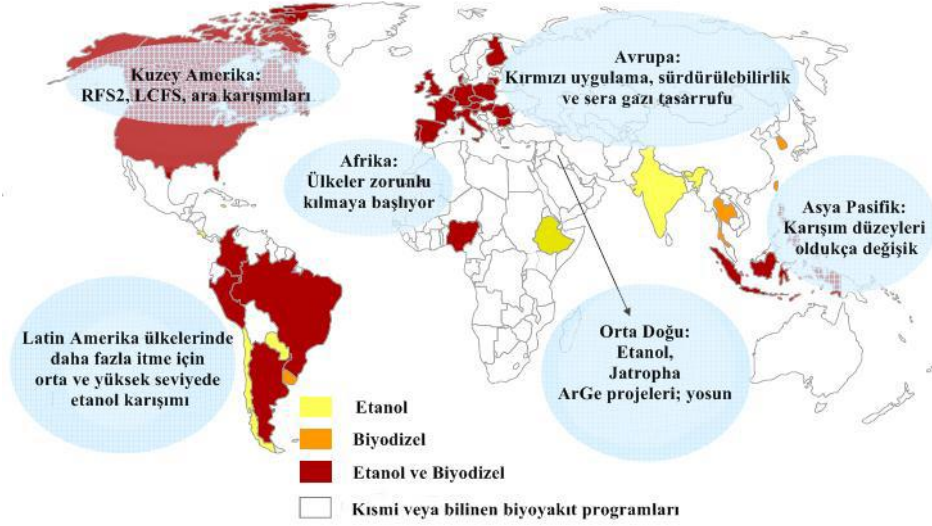 Kuzey Amerika:
RFS2, LCFS, ara karışımları
Avrupa:
Kırmızı uygulama, sürdürülebilirlik
ve sera gazı tasarrufu
Afrika:
Ülkeler zorunlu
kılmaya başlıyor
Asya Pasifik:
Karışım düzeyleri
oldukça değişik
Latin Amerika ülkelerinde
daha fazla itme için
orta ve yüksek seviyede
etanol karışımı
Orta Doğu:
Etanol,
Jatropha
ArGe projeleri; yosun
Etanol
Biyodizel
Etanol ve Biyodizel
Kısmi veya bilinen biyoyakıt programları